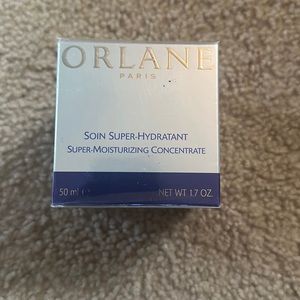 ORLANE
PARIS
SOIN SUPER-HYDRATANT
SUPER-MOISTURIZING CONCENTRATE
50 ml e NET WT 1.7 OZ.